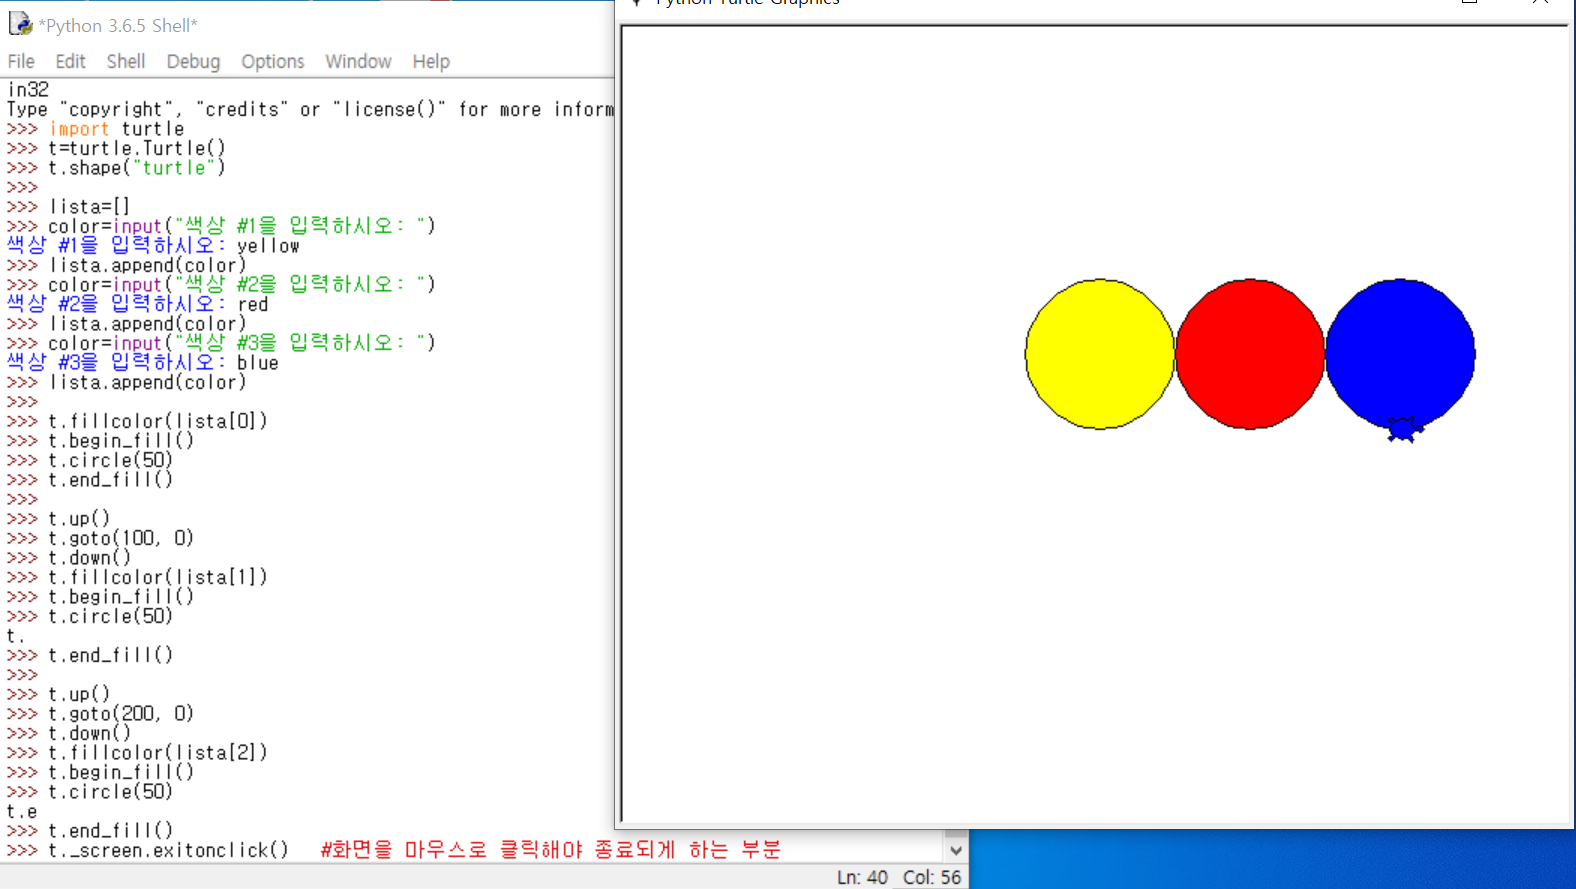 *Python 3.6.5 Shell*
File Edit Shell Debug Options Window Help
in32
Type "copyright", "credits" or "license()" for more inform
>>> import turtle
>>> t=turtle.Turtle()
>>> t.shape("turtle")
>>>
>>> lista=[]
>>> color=input("색상 #1을 입력하시오: ")
색상 #1을 입력하시오: yellow
>>> lista.append(color)
>>> color=input("색상 #2을 입력하시오: ")
색상 #2을 입력하시오: red
>>> lista.append(color)
>>> color=input("색상 #3을 입력하시오: ")
색상 #3을 입력하시오: blue
>>> lista.append(color)
>>>
>>> t.fillcolor(lista[0])
>>> t.begin_fill()
>>> t.circle(50)
>>> t.end_fill()
>>>
>>> t.up()
>>> t.goto(100, 0)
>>> t.down()
>>> t.fillcolor(lista[1])
>>> t.begin_fill()
>>> t.circle(50)
t.
>>> t.end_fill()
>>>
>>> t.up()
>>> t.goto(200, 0)
>>> t.down()
>>> t.fillcolor(lista[2])
>>> t.begin_fill()
>>> t.circle(50)
t.e
>>> t.end_fill()
>>> t._screen.exitonclick() #화면을 마우스로 클릭해야 종료되게 하는 부분
Ln: 40 Col: 56
Python Turtle Graphics